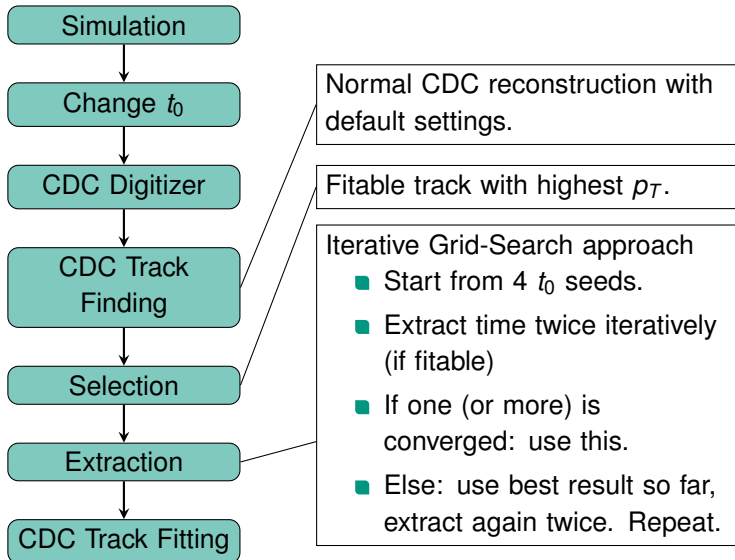 Simulation
Change t₀
CDC Digitizer
CDC Track
Finding
Selection
Extraction
CDC Track Fitting
Normal CDC reconstruction with
default settings.
Fitable track with highest p_T.
Iterative Grid-Search approach
Start from 4 t₀ seeds.
Extract time twice iteratively
(if fitable)
If one (or more) is
converged: use this.
Else: use best result so far,
extract again twice. Repeat.